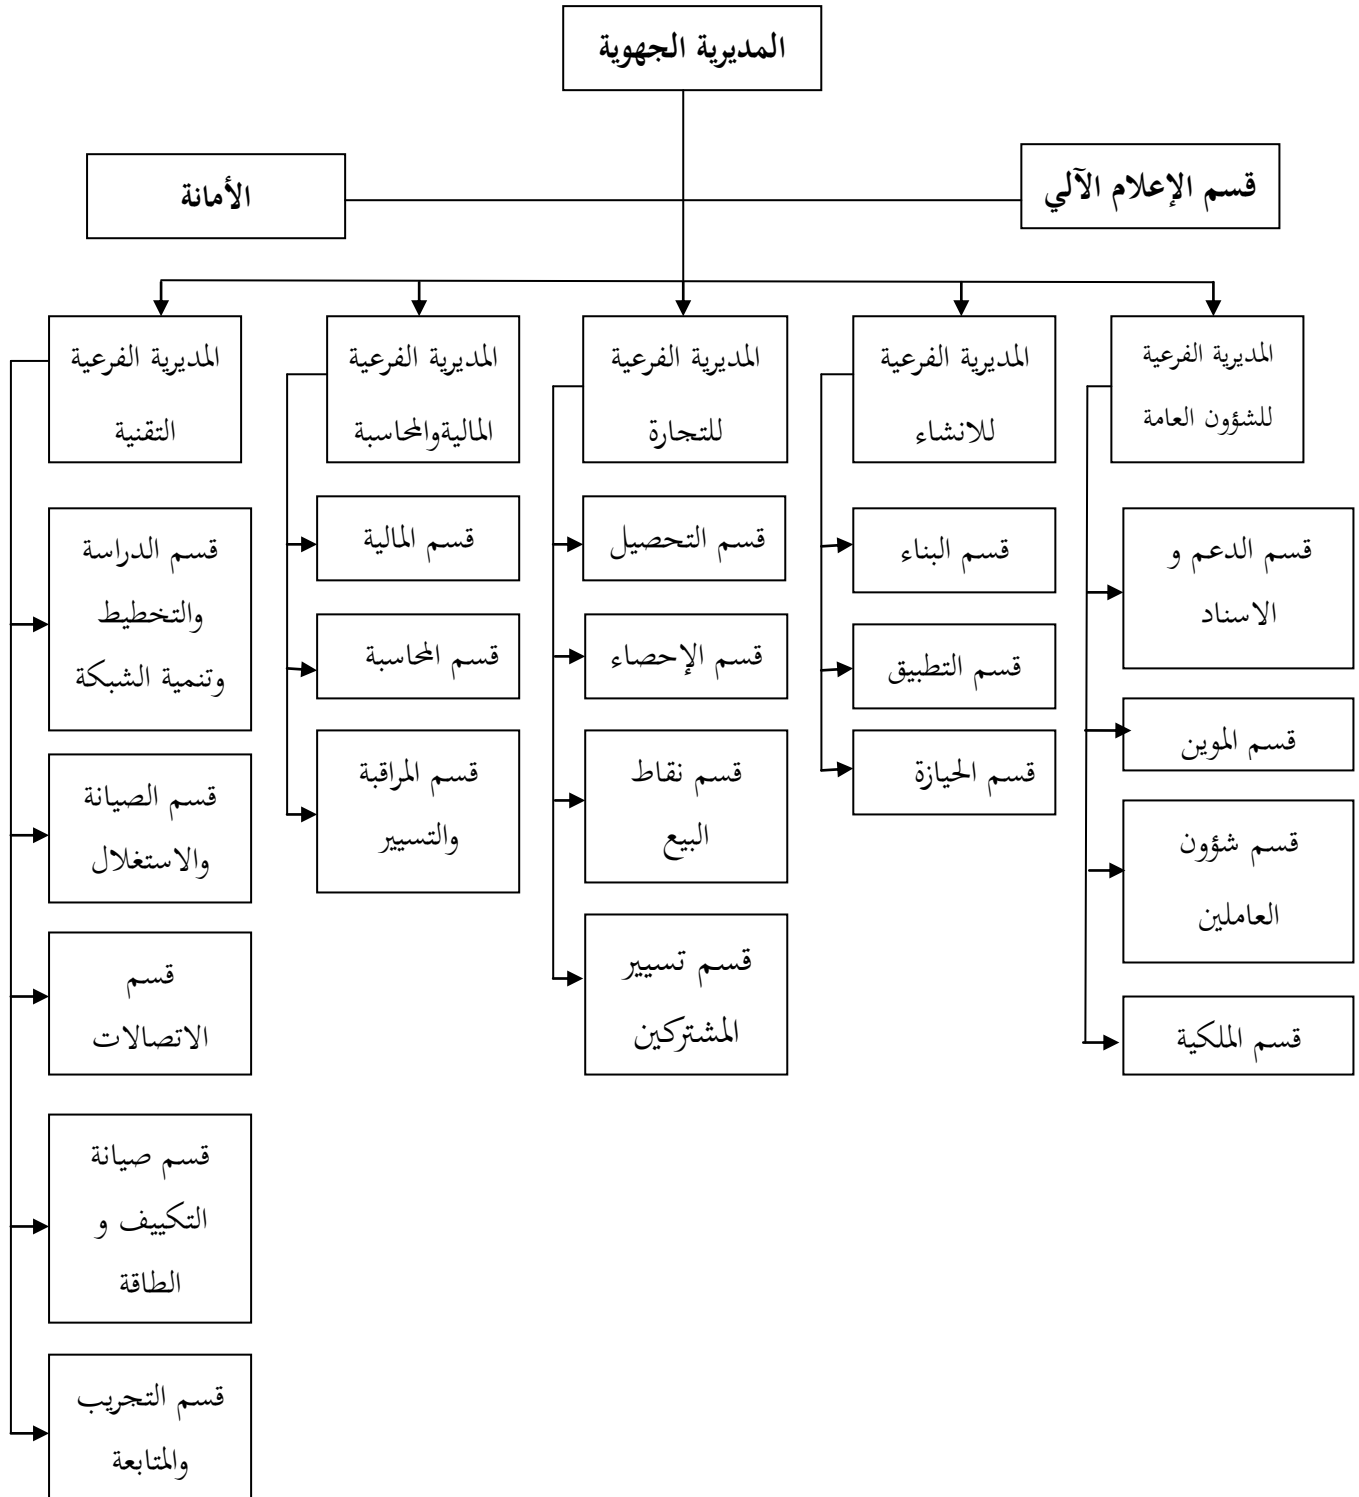 المديرية الجهوية
قسم الإعلام الآلي
الأمانة
المديرية الفرعية
للشؤون العامة
قسم الدعم و
الاسناد
قسم الموين
قسم شؤون
العاملين
قسم الملكية
المديرية الفرعية
للانشاء
قسم البناء
قسم التطبيق
قسم الحيازة
المديرية الفرعية
للتجارة
قسم التحصيل
قسم الإحصاء
قسم نقاط
البيع
قسم تسيير
المشتركين
المديرية الفرعية
الماليةوالمحاسبة
قسم المالية
قسم المحاسبة
قسم المراقبة
والتسيير
المديرية الفرعية
التقنية
قسم الدراسة
والتخطيط
وتنمية الشبكة
قسم الصيانة
والاستغلال
قسم
الاتصالات
قسم صيانة
التكييف و
الطاقة
قسم التجريب
والمتابعة